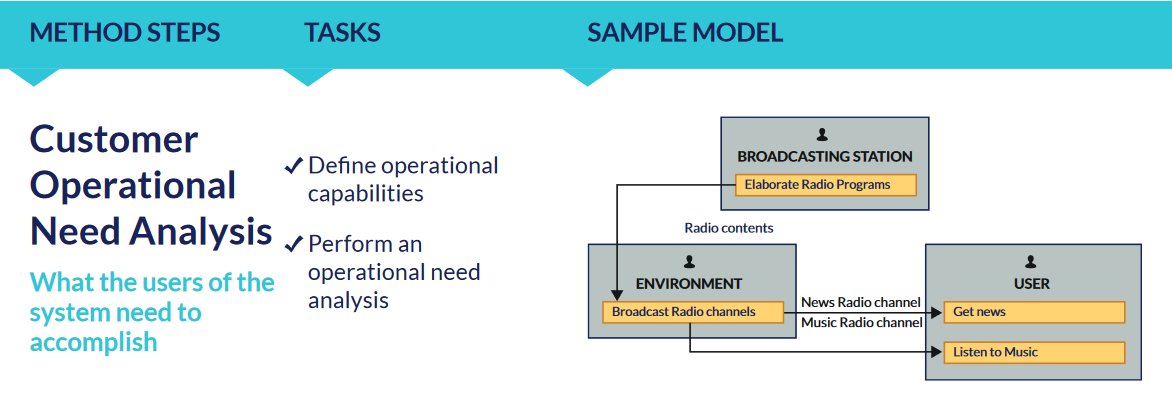 METHOD STEPS
TASKS
SAMPLE MODEL
Customer
Operational
Need Analysis
What the users of the
system need to
accomplish
Define operational
capabilities
Perform an
operational need
analysis
BROADCASTING STATION
Elaborate Radio Programs
Radio contents
ENVIRONMENT
Broadcast Radio channels
News Radio channel
Music Radio channel
USER
Get news
Listen to Music